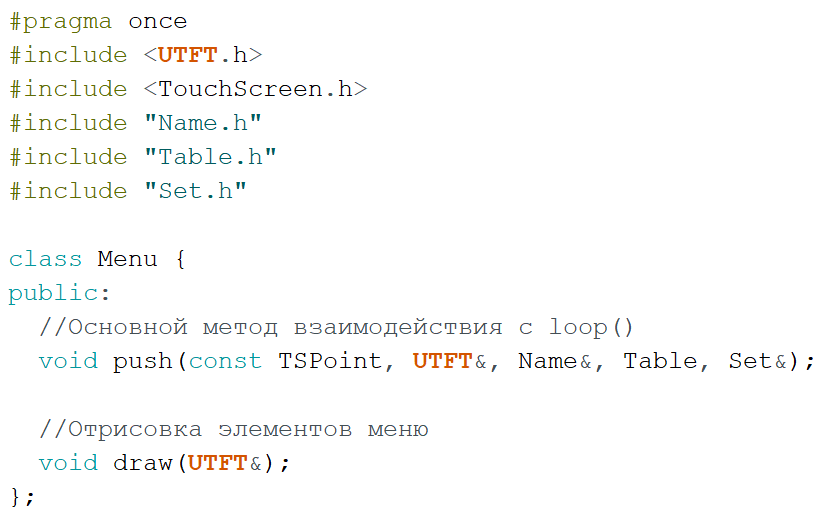 #pragma once
#include <UTFT.h>
#include <TouchScreen.h>
#include "Name.h"
#include "Table.h"
#include "Set.h"
class Menu {
public:
//Основной метод взаимодействия с loop()
void push(const TSPoint, UTFT&, Name&, Table, Set&);
//Отрисовка элементов меню
void draw(UTFT&);
};